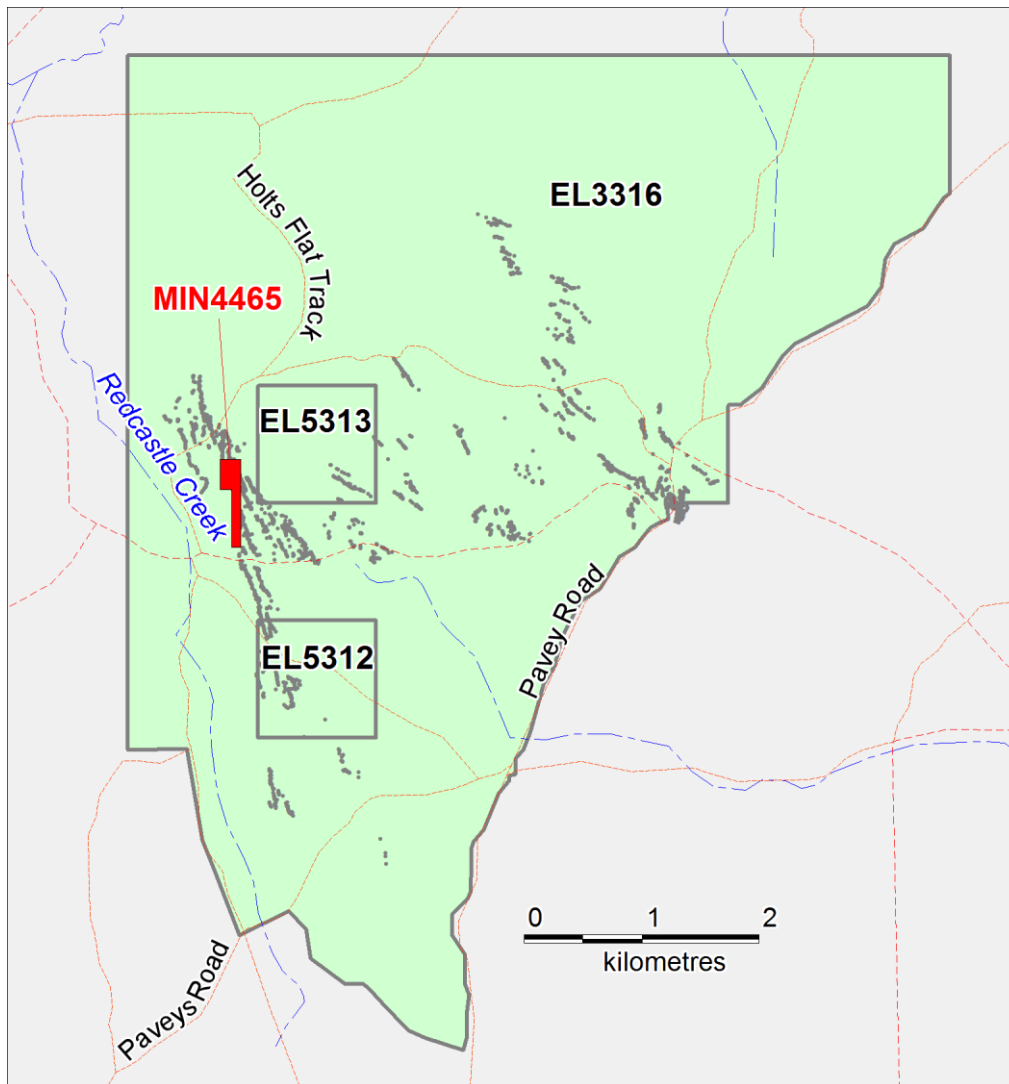 EL3316
Holts Flat Track
MIN4465
Redcastle Creek
EL5313
EL5312
Pavey Road
0 1 2
kilometres
Paveys Road